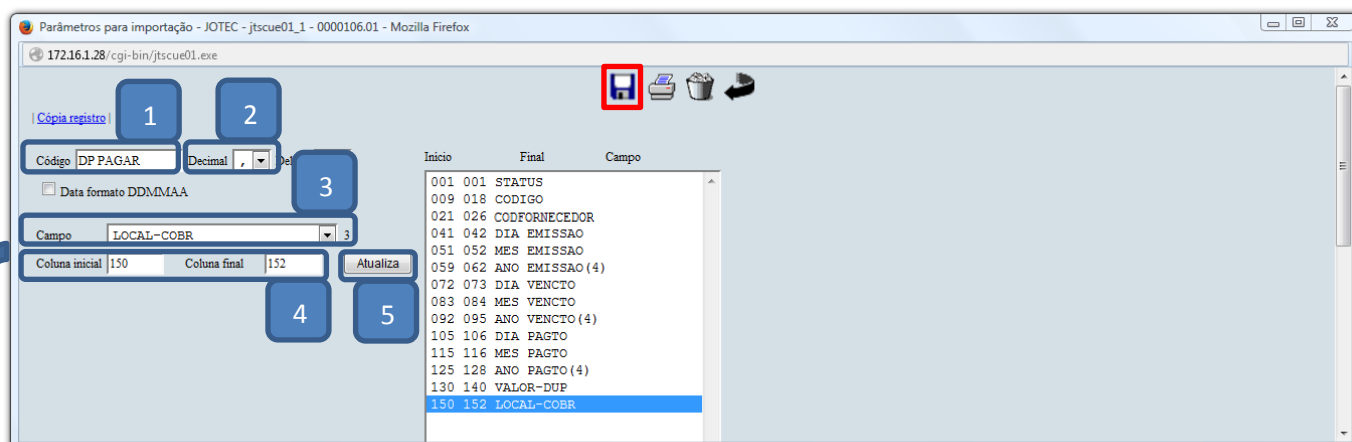 Parâmetros para importação - JOTEC - jtscue01_1 - 0000106.01 - Mozilla Firefox
172.16.1.28/cgi-bin/jtscue01.exe
| Cópia registro |
1
2
Código DP PAGAR Decimal ,
3
Data formato DDMMAA
Campo LOCAL-COBR 3
Coluna inicial 150 Coluna final 152 Atualiza
4
5
Inicio Final Campo
001 001 STATUS
009 018 CODIGO
021 026 CODFORNECEDOR
041 042 DIA EMISSAO
051 052 MES EMISSAO
059 062 ANO EMISSAO(4)
072 073 DIA VENCTO
083 084 MES VENCTO
092 095 ANO VENCTO(4)
105 106 DIA PAGTO
115 116 MES PAGTO
125 128 ANO PAGTO(4)
130 140 VALOR-DUP
150 152 LOCAL-COBR